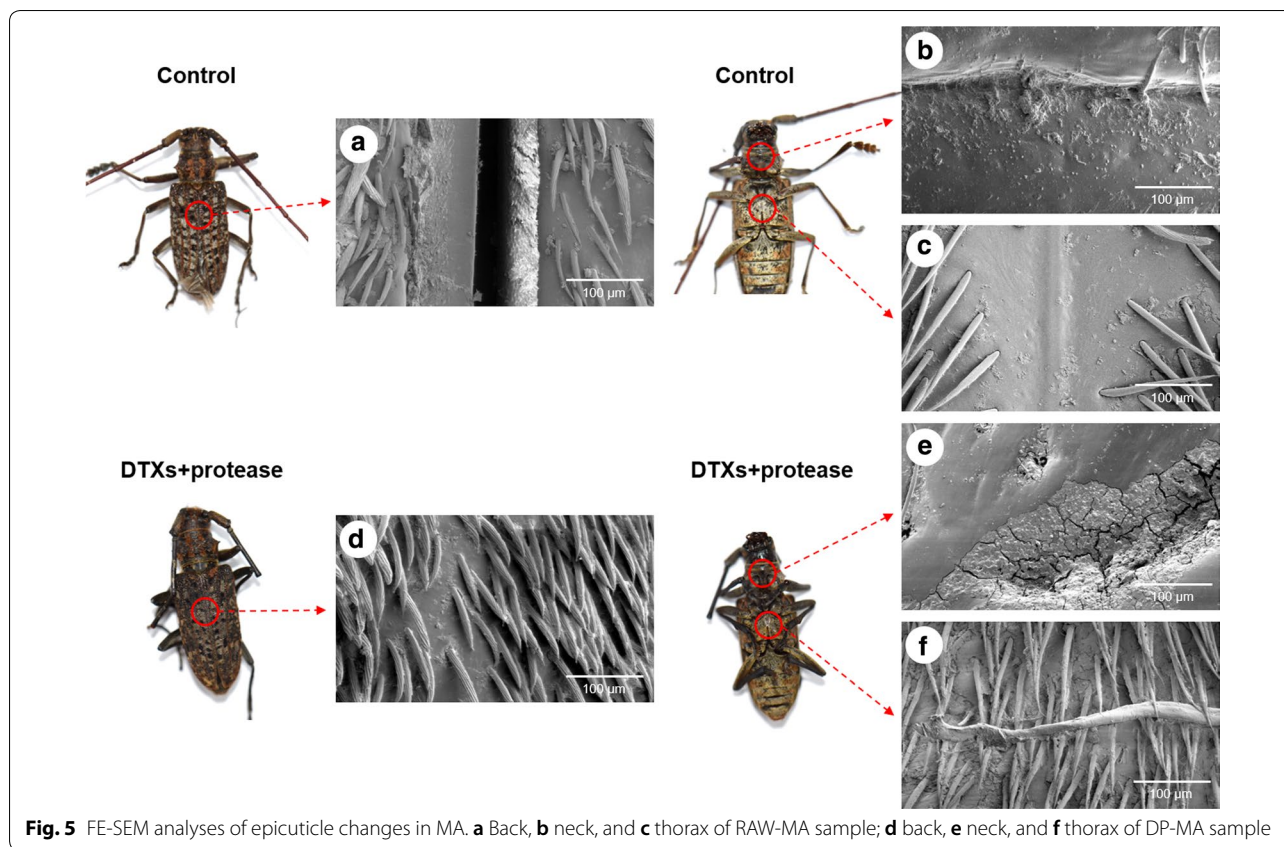 Control
Control
a
100 µm
b
100 µm
c
100 µm
DTXs+protease
DTXs+protease
d
100 µm
e
100 µm
f
100 µm
Fig. 5 FE-SEM analyses of epicuticle changes in MA. a Back, b neck, and c thorax of RAW-MA sample; d back, e neck, and f thorax of DP-MA sample